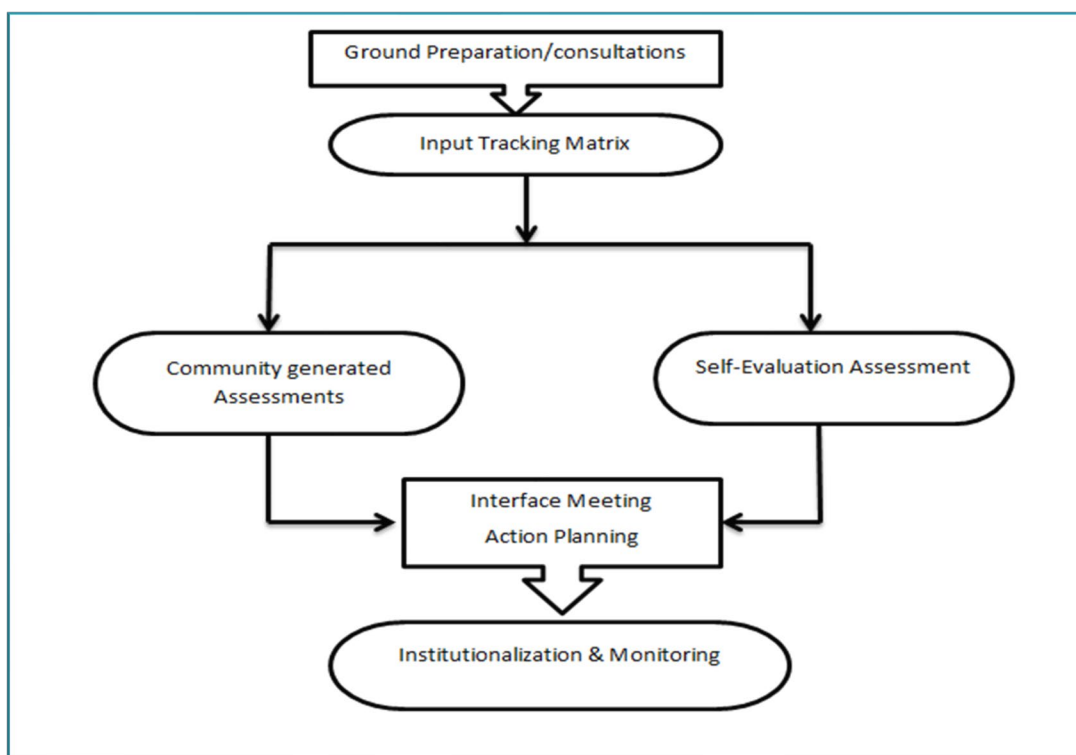 Ground Preparation/consultations
Input Tracking Matrix
Community generated
Assessments
Self-Evaluation Assessment
Interface Meeting
Action Planning
Institutionalization & Monitoring